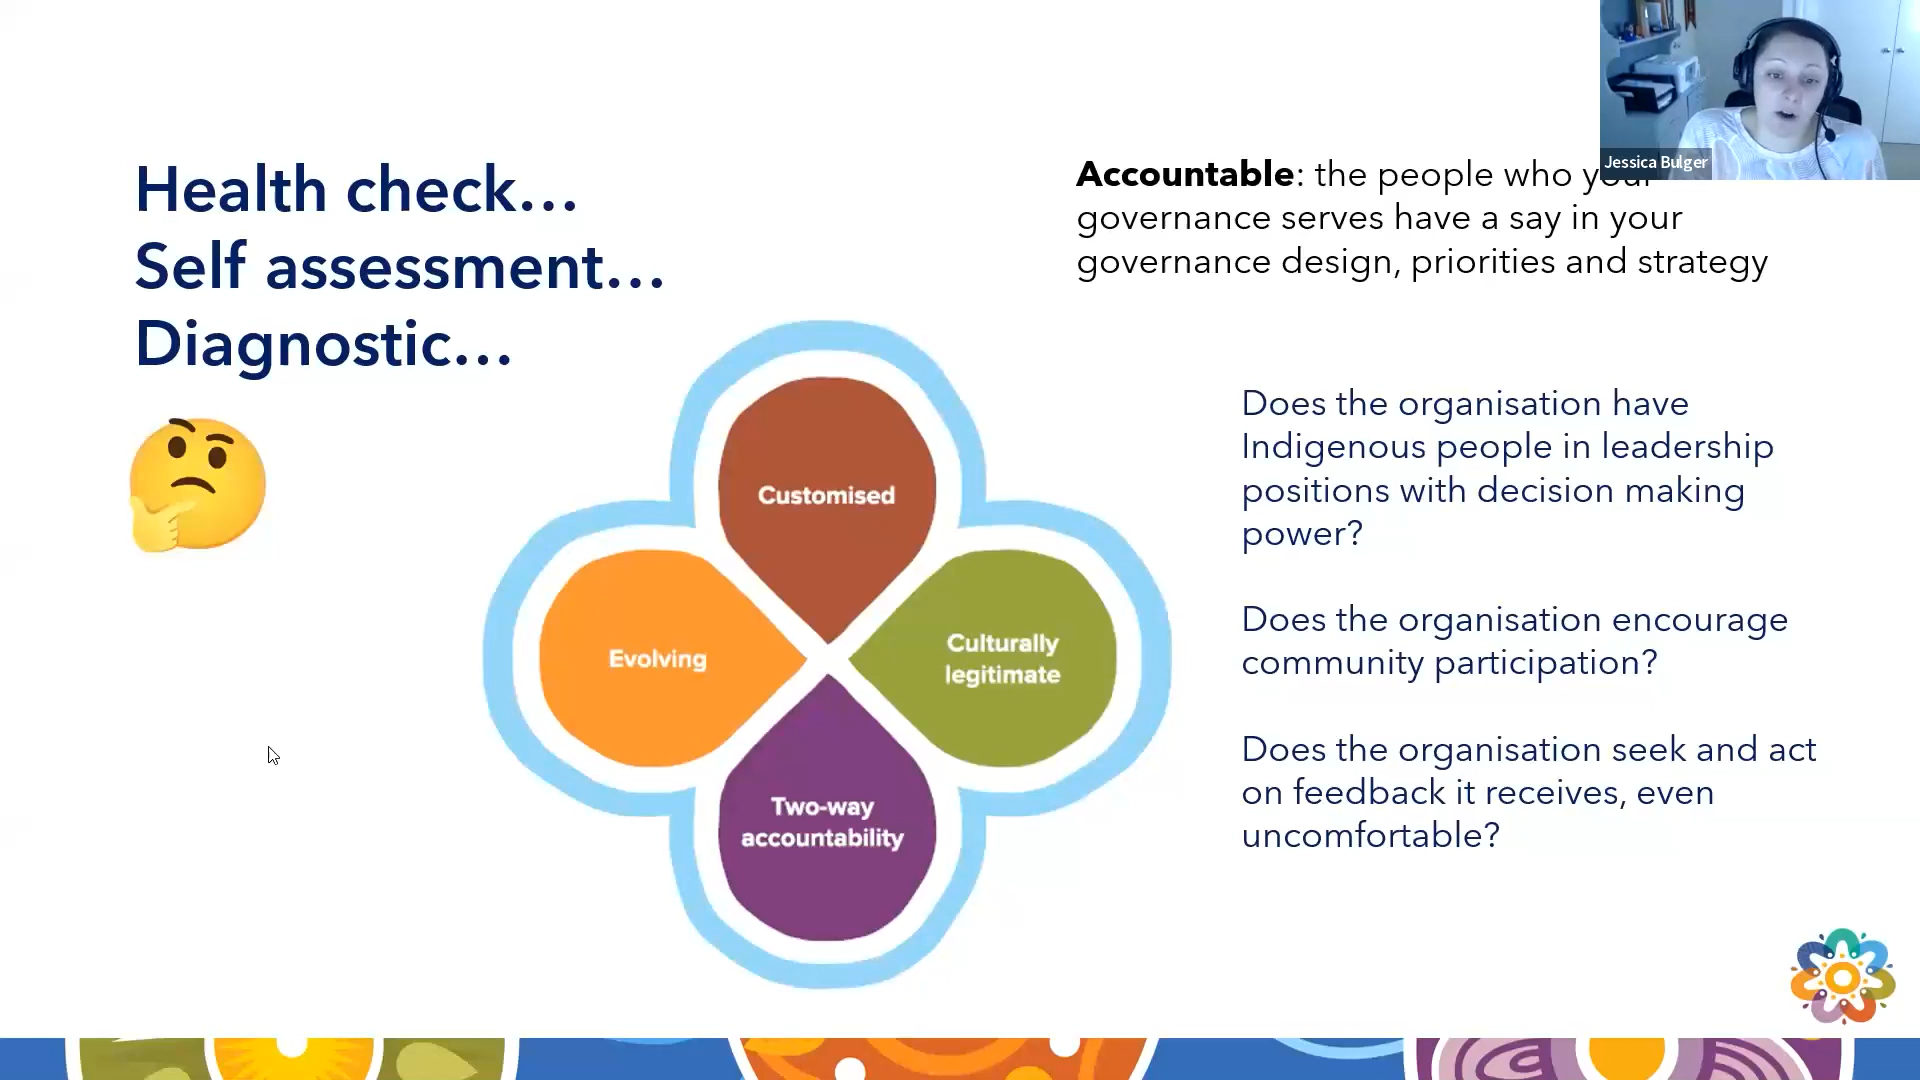 Health check...
Self assessment...
Diagnostic...
Jessica Bulger
Accountable: the people who your
governance serves have a say in your
governance design, priorities and strategy
Customised
Evolving
Culturally
legitimate
Two-way
accountability
Does the organisation have
Indigenous people in leadership
positions with decision making
power?
Does the organisation encourage
community participation?
Does the organisation seek and act
on feedback it receives, even
uncomfortable?